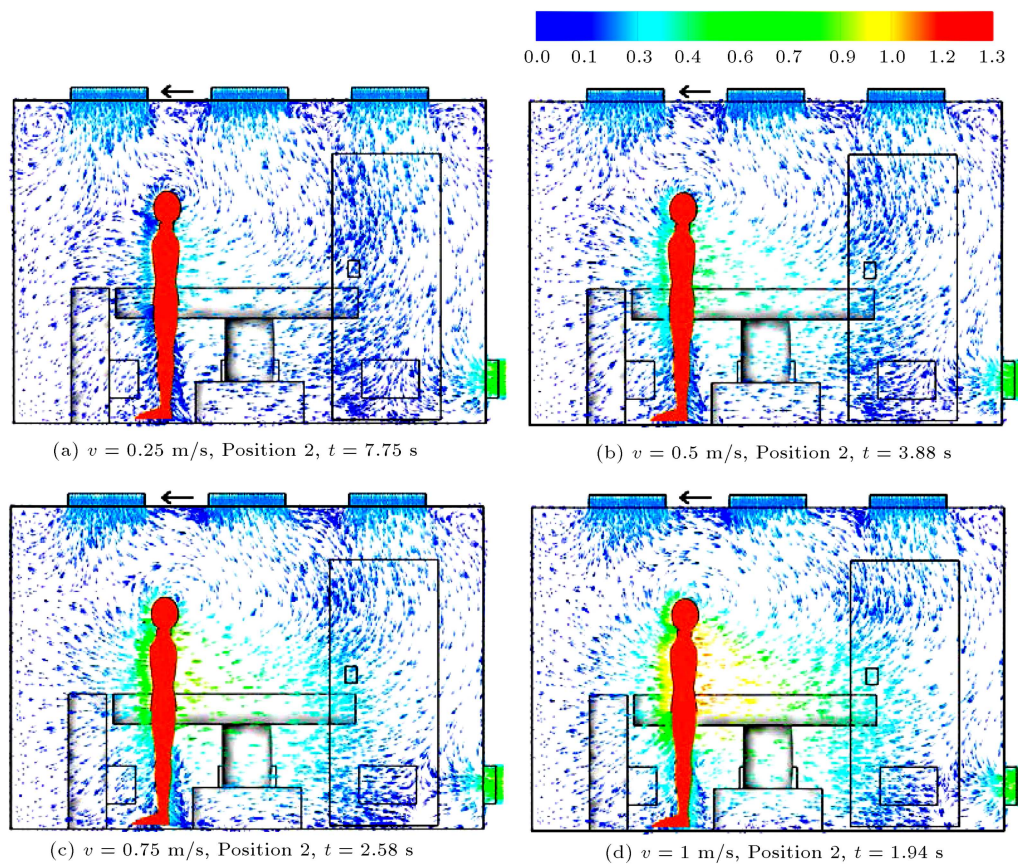 0.0 0.1 0.3 0.4 0.6 0.7 0.9 1.0 1.2 1.3
(a) v = 0.25 m/s, Position 2, t = 7.75 s
(b) v = 0.5 m/s, Position 2, t = 3.88 s
(c) v = 0.75 m/s, Position 2, t = 2.58 s
(d) v = 1 m/s, Position 2, t = 1.94 s